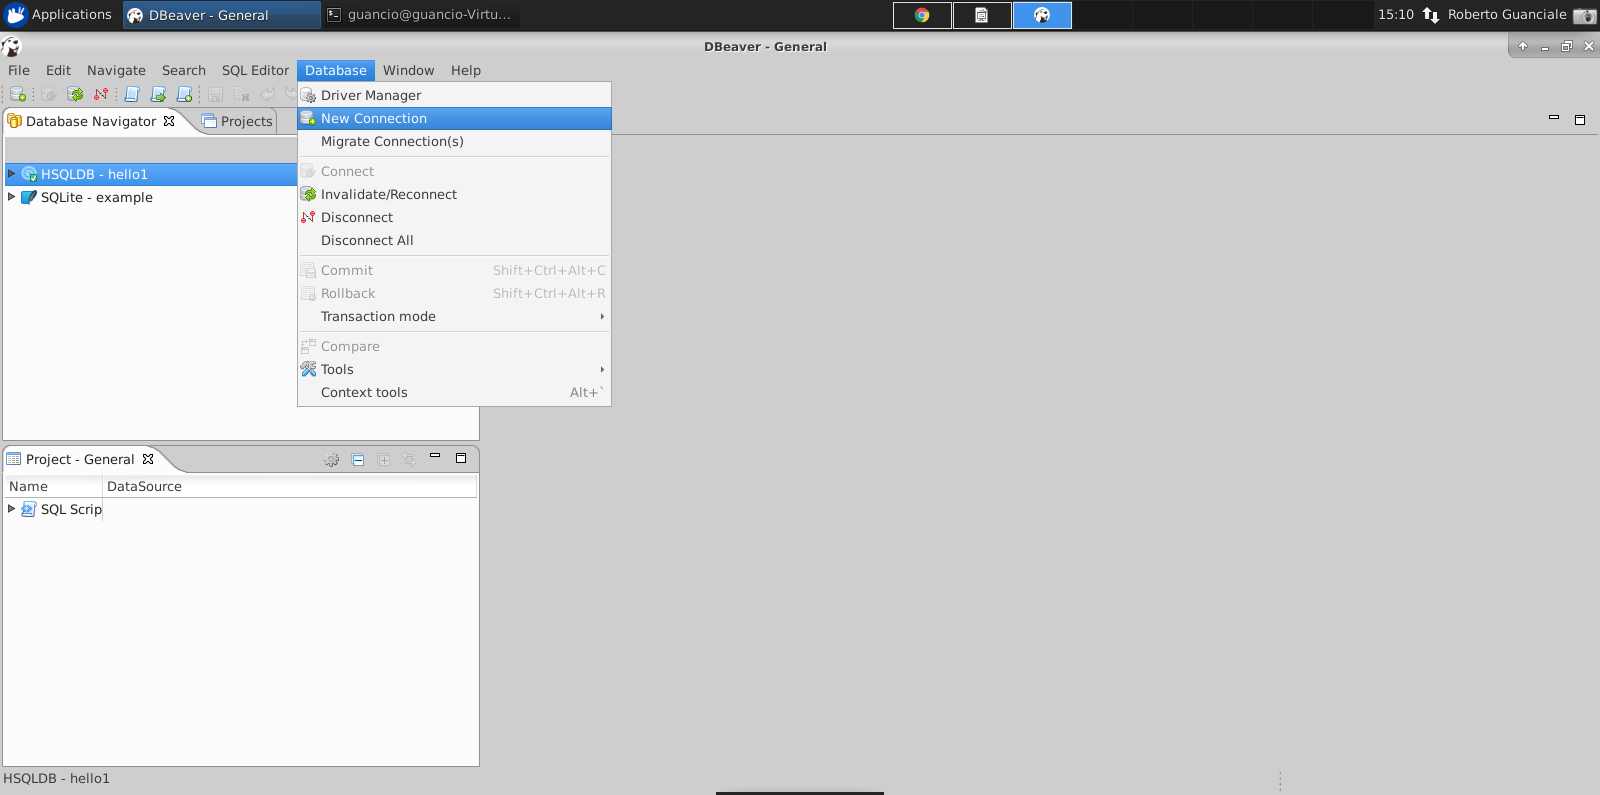 Applications DBeaver - General guancio@guancio-Virtu... 15:10 Roberto Guanciale
DBeaver - General
File Edit Navigate Search SQL Editor Database Window Help
Driver Manager
New Connection
Migrate Connection(s)
Connect
Invalidate/Reconnect
Disconnect
Disconnect All
Commit Shift+Ctrl+Alt+C
Rollback Shift+Ctrl+Alt+R
Transaction mode
Compare
Tools
Context tools Alt+`
Database Navigator Projects
HSQLDB - hello1
SQLite - example
Project - General
Name DataSource
SQL Scrip
HSQLDB - hello1